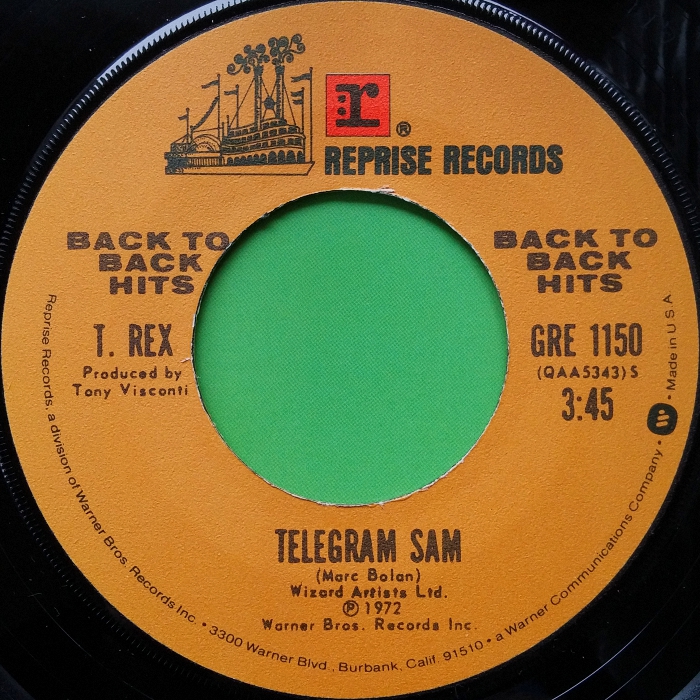 r
®
REPRISE RECORDS
BACK TO
BACK
HITS
BACK TO
BACK
HITS
T. REX
Produced by
Tony Visconti
GRE 1150
(QAA5343) S
3:45
TELEGRAM SAM
(Marc Bolan)
Wizard Artists Ltd.
℗ 1972
Warner Bros. Records Inc.
Reprise Records, a division of Warner Bros. Records Inc. • 3300 Warner Blvd., Burbank, Calif. 91510 • a Warner Communications Company • Made in U.S.A